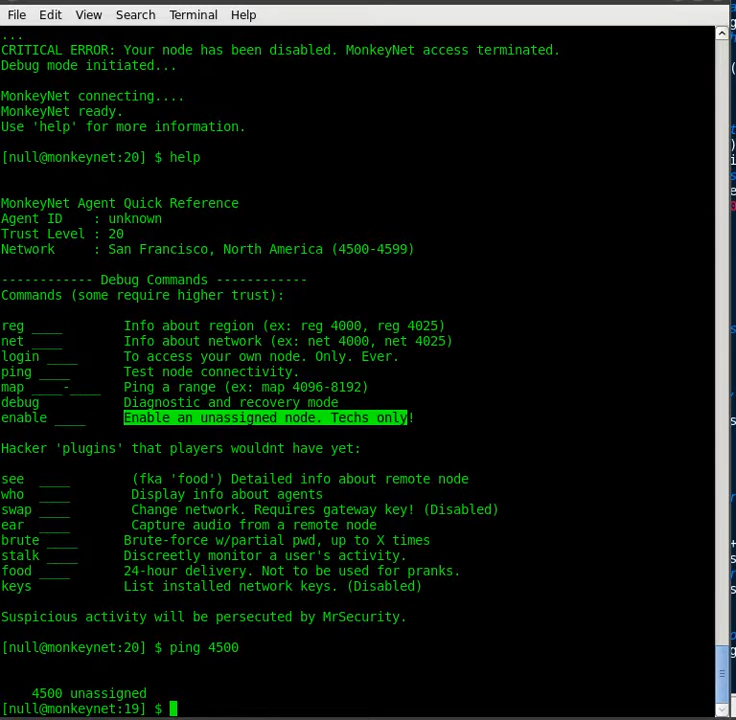 File Edit View Search Terminal Help
...
CRITICAL ERROR: Your node has been disabled. MonkeyNet access terminated.
Debug mode initiated...
MonkeyNet connecting....
MonkeyNet ready.
Use 'help' for more information.
[null@monkeynet:20] $ help
MonkeyNet Agent Quick Reference
Agent ID    : unknown
Trust Level : 20
Network     : San Francisco, North America (4500-4599)
------------ Debug Commands -----------
Commands (some require higher trust):
reg ____        Info about region (ex: reg 4000, reg 4025)
net ____        Info about network (ex: net 4000, net 4025)
login ____      To access your own node. Only. Ever.
ping ____       Test network connectivity.
map ____-____   Ping a range (ex: map 4096-8192)
debug           Diagnostic and recovery mode
enable ____     Enable an unassigned node. Techs only!
Hacker 'plugins' that players wouldnt have yet:
see  ____        (fka 'food') Detailed info about remote node
who  ____        Display info about agents
swap ____        Change network. Requires gateway key! (Disabled)
ear  ____        Capture audio from a remote node
brute ____      Brute-force w/partial pwd, up to X times
stalk ____      Discreetly monitor a user's activity.
food  ____      24-hour delivery. Not to be used for pranks.
keys            List installed network keys. (Disabled)
Suspicious activity will be persecuted by MrSecurity.
[null@monkeynet:20] $ ping 4500
4500 unassigned
[null@monkeynet:19] $